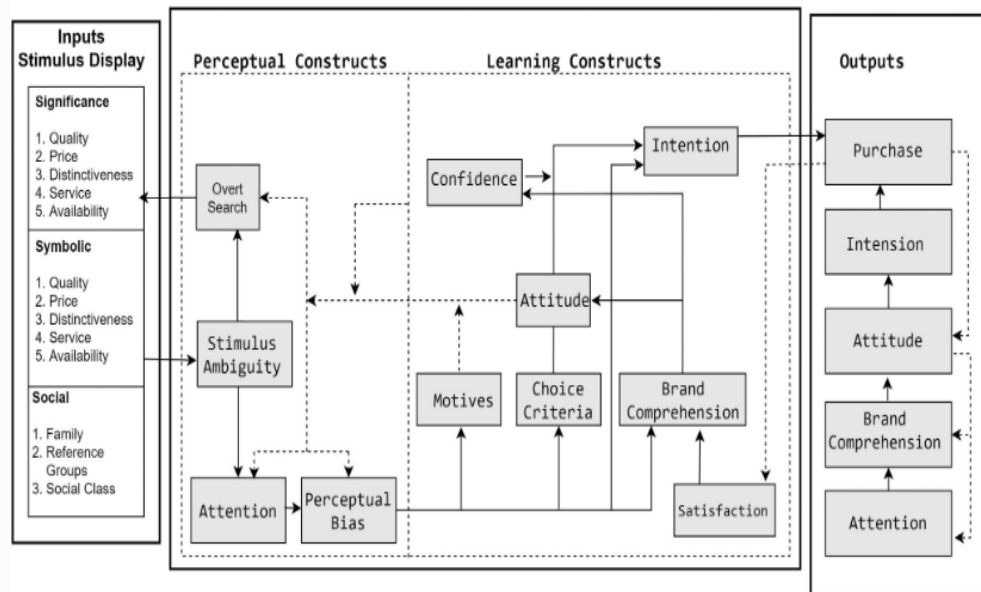 Inputs
Stimulus Display
Significance
1. Quality
2. Price
3. Distinctiveness
4. Service
5. Availability
Symbolic
1. Quality
2. Price
3. Distinctiveness
4. Service
5. Availability
Social
1. Family
2. Reference
Groups
3. Social Class
Perceptual Constructs
Overt
Search
Stimulus
Ambiguity
Attention
Perceptual
Bias
Learning Constructs
Confidence
Intention
Attitude
Motives
Choice
Criteria
Brand
Comprehension
Satisfaction
Outputs
Purchase
Intension
Attitude
Brand
Comprehension
Attention